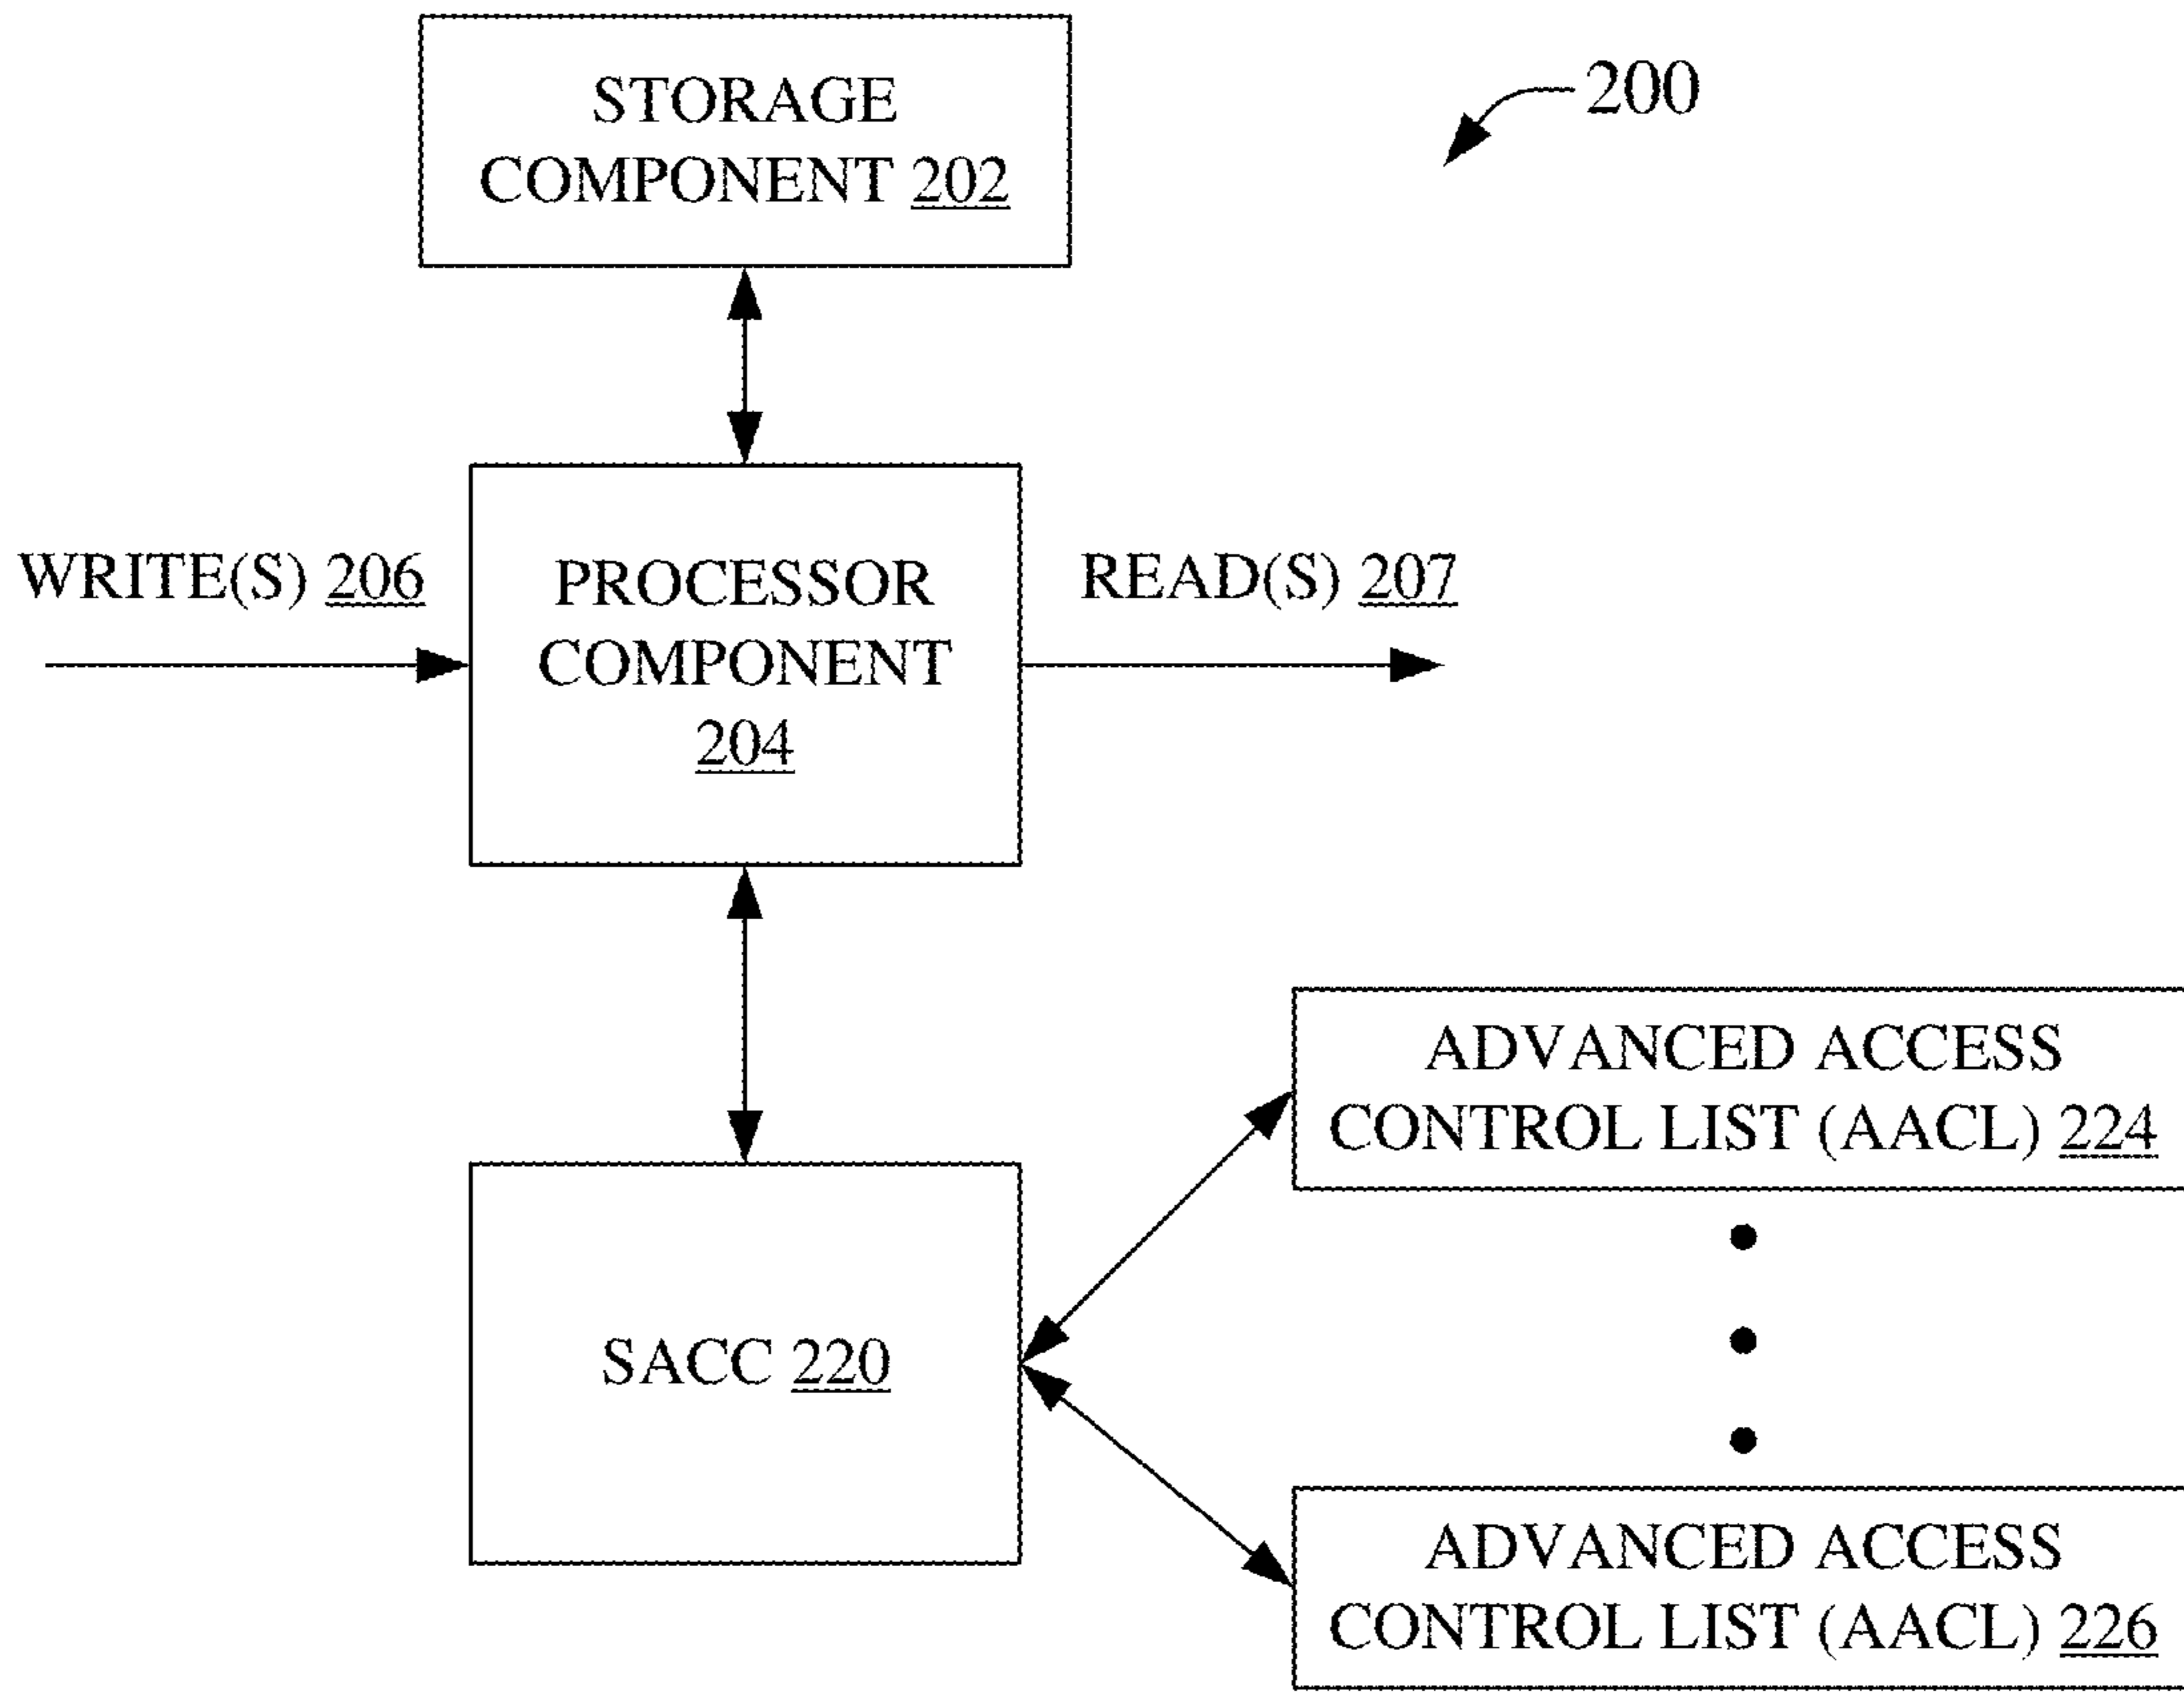 STORAGE
COMPONENT 202
200
WRITE(S) 206
PROCESSOR
COMPONENT
204
READ(S) 207
ADVANCED ACCESS
CONTROL LIST (AACL) 224
SACC 220
ADVANCED ACCESS
CONTROL LIST (AACL) 226